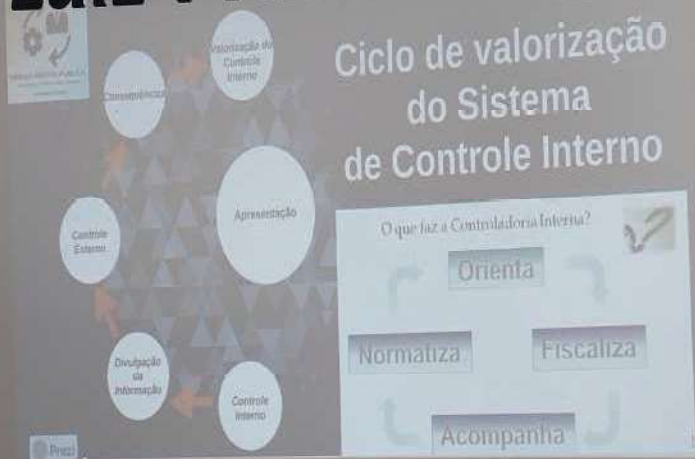 Ciclo de valorização
do Sistema
de Controle Interno
Valorização do
Controle
Interno
Consequências
Apresentação
Controle
Externo
Divulgação
da
Informação
Controle
Interno
O que faz a Controladoria Interna?
Orienta
Normatiza
Fiscaliza
Acompanha
Prezi